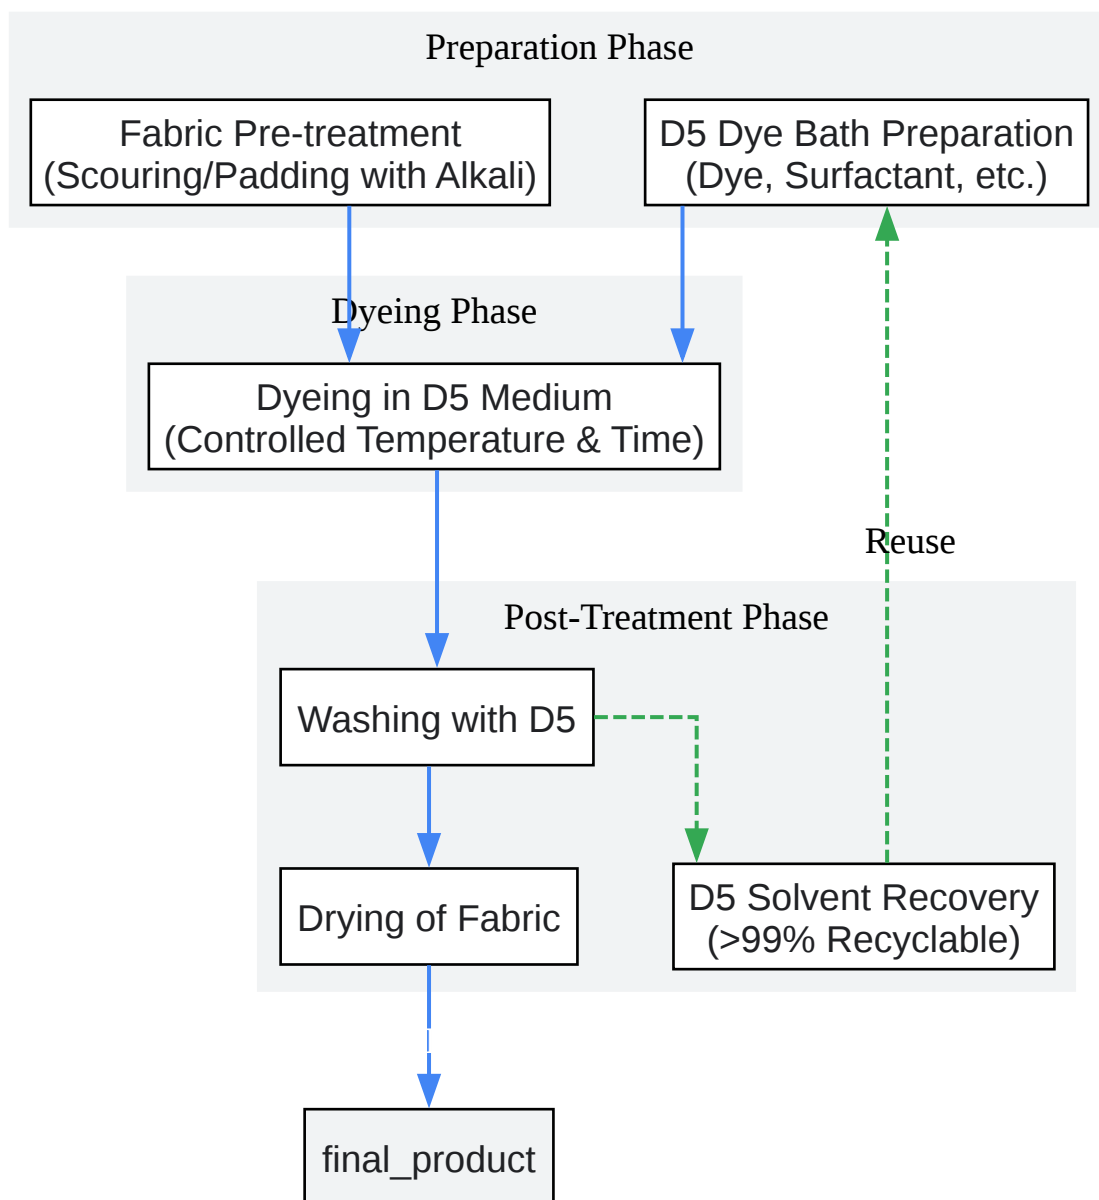 Preparation Phase
Fabric Pre-treatment
(Scouring/Padding with Alkali)
D5 Dye Bath Preparation
(Dye, Surfactant, etc.)
Dyeing Phase
Dyeing in D5 Medium
(Controlled Temperature & Time)
Reuse
Post-Treatment Phase
Washing with D5
Drying of Fabric
D5 Solvent Recovery
(>99% Recyclable)
final_product